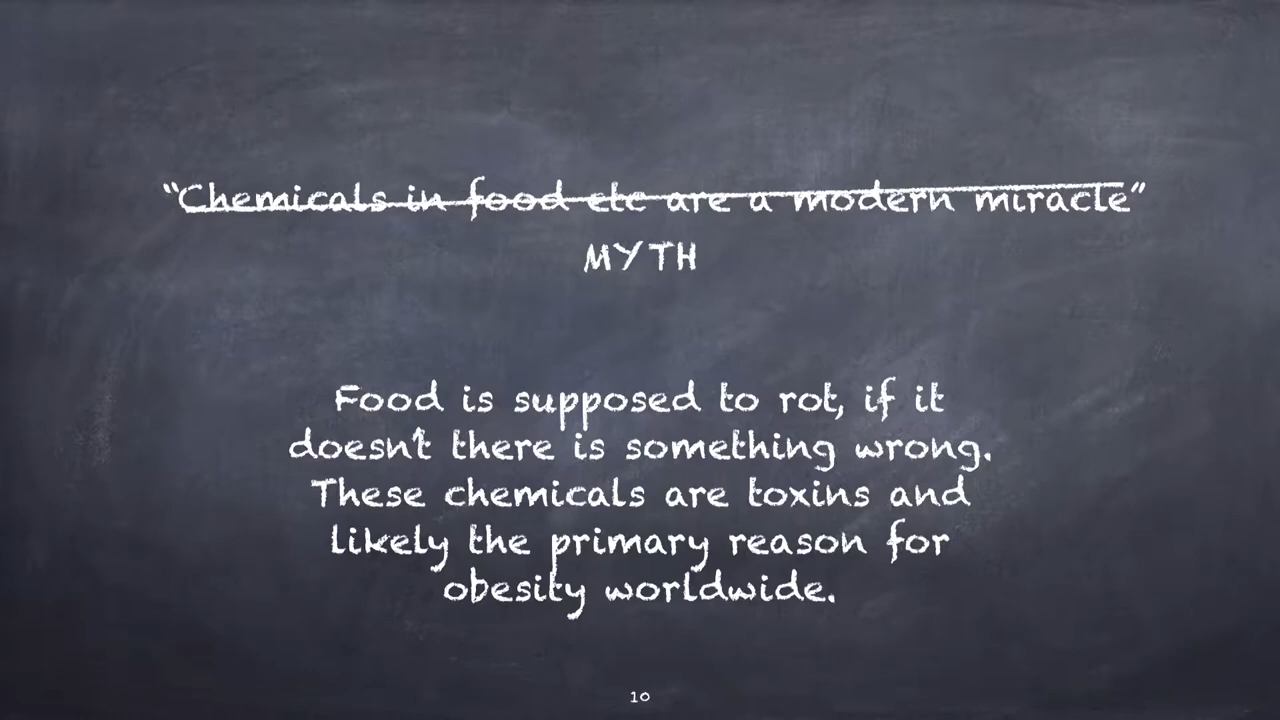 “Chemicals in food etc are a modern miracle”
MYTH
Food is supposed to rot, if it
doesn't there is something wrong.
These chemicals are toxins and
likely the primary reason for
obesity worldwide.
10